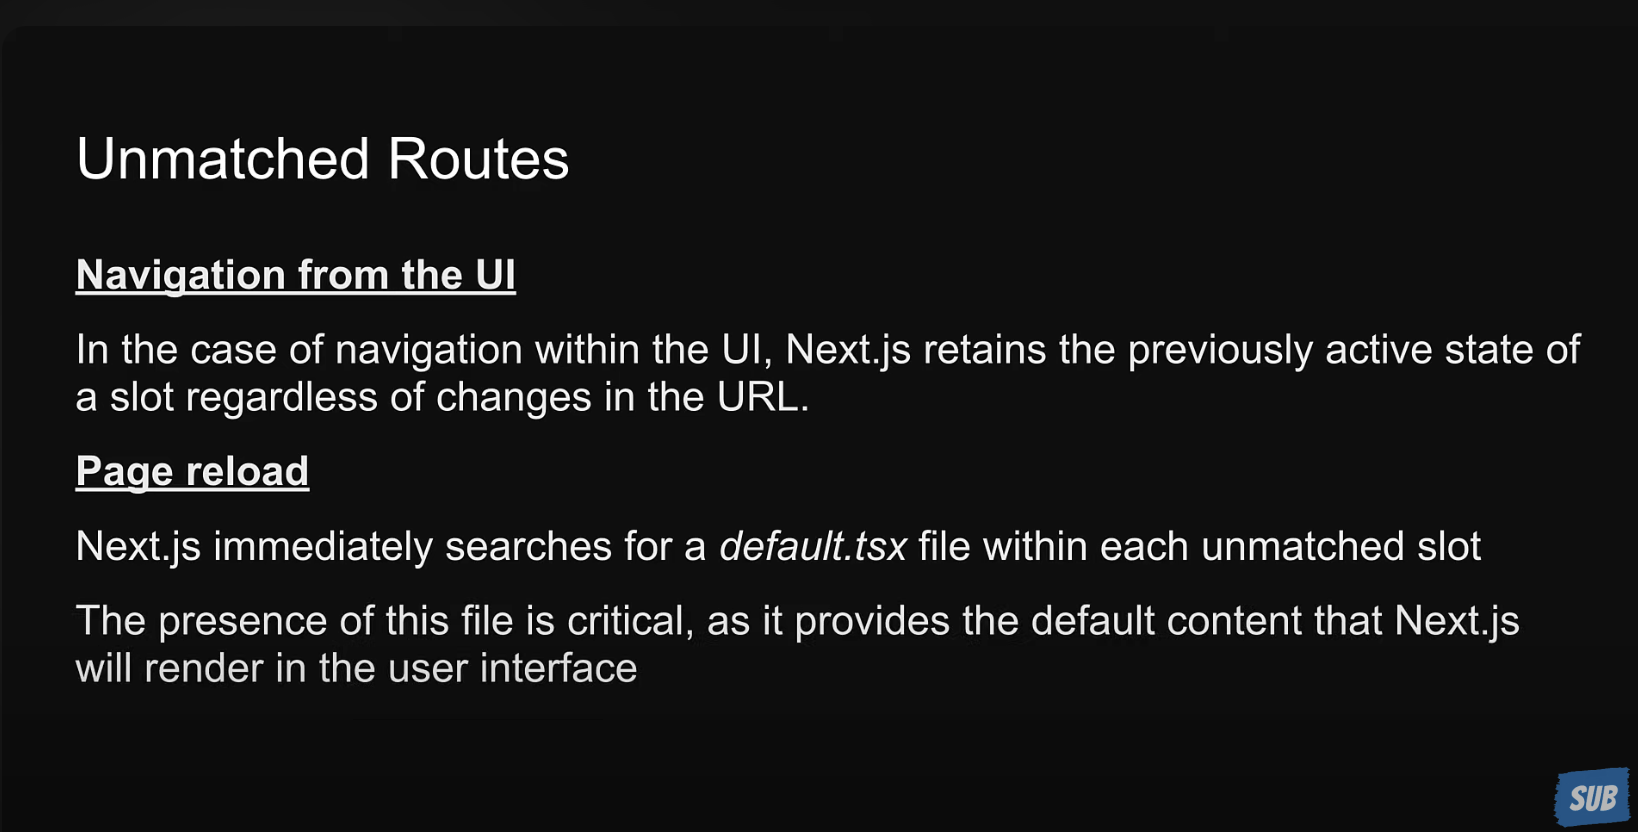 Unmatched Routes
Navigation from the UI
In the case of navigation within the UI, Next.js retains the previously active state of
a slot regardless of changes in the URL.
Page reload
Next.js immediately searches for a default.tsx file within each unmatched slot
The presence of this file is critical, as it provides the default content that Next.js
will render in the user interface
SUB